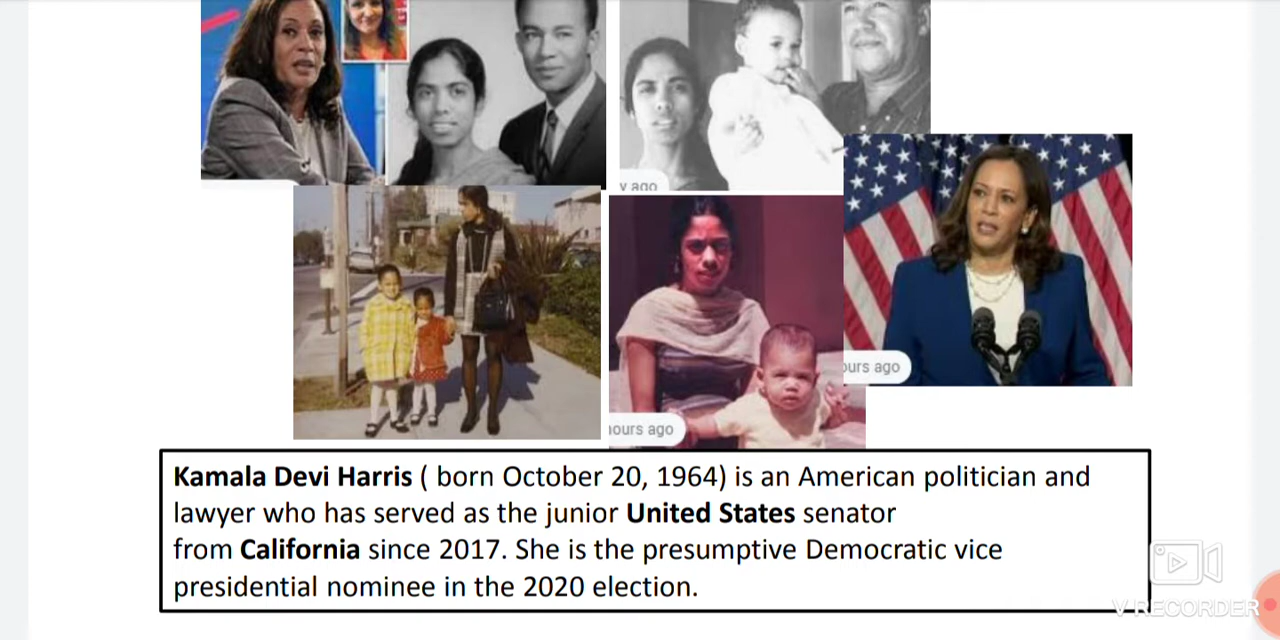 y ago
ours ago
hours ago
Kamala Devi Harris ( born October 20, 1964) is an American politician and
lawyer who has served as the junior United States senator
from California since 2017. She is the presumptive Democratic vice
presidential nominee in the 2020 election.
V RECORDER